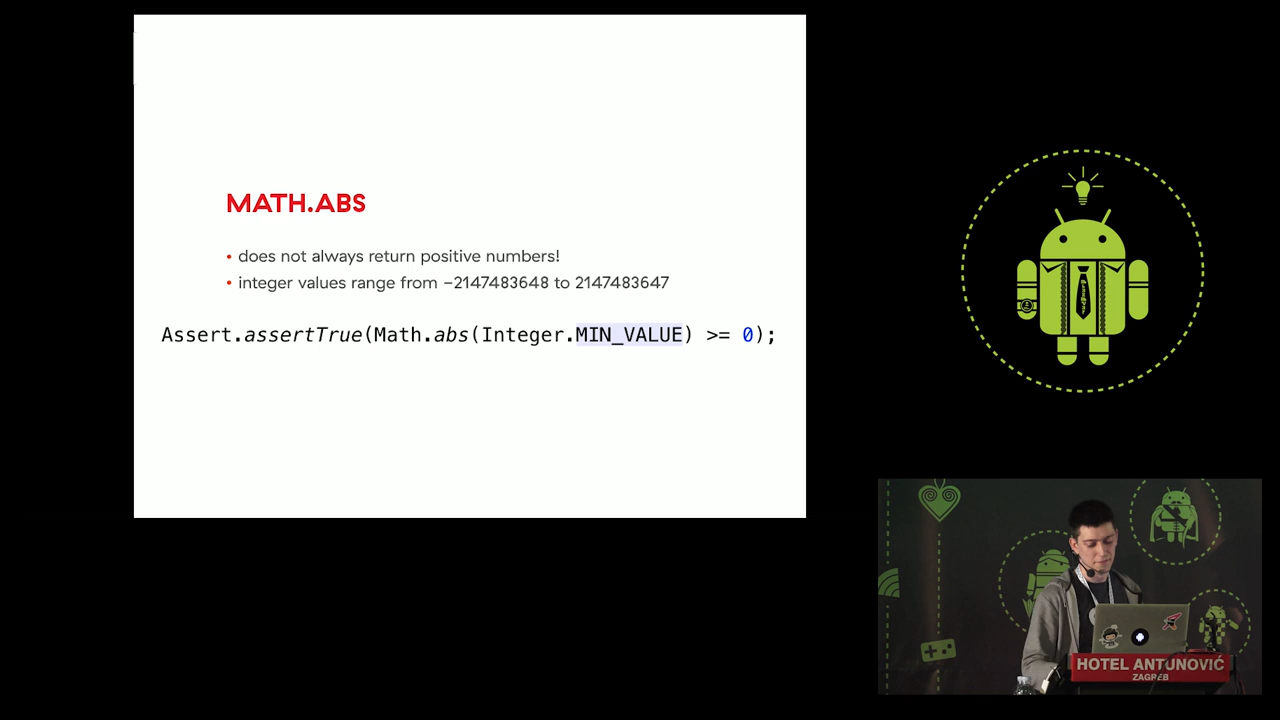 MATH.ABS
• does not always return positive numbers!
• integer values range from −2147483648 to 2147483647
Assert.assertTrue(Math.abs(Integer.MIN_VALUE) >= 0);
HOTEL ANTUNOVIĆ
ZAGREB